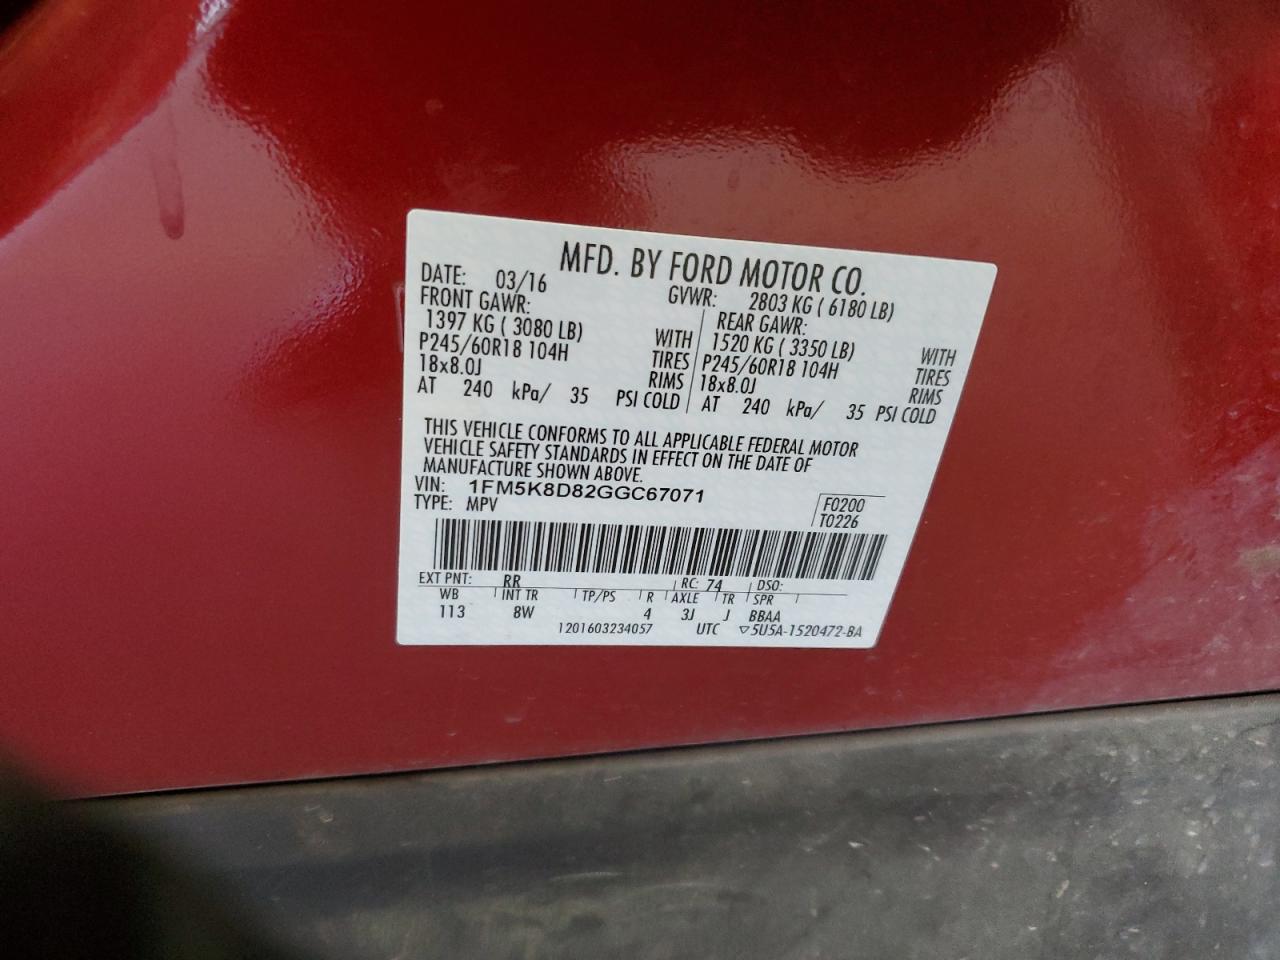 MFD. BY FORD MOTOR CO.
DATE: 03/16 GVWR: 2803 KG ( 6180 LB)
FRONT GAWR: REAR GAWR:
1397 KG ( 3080 LB) WITH 1520 KG ( 3350 LB) WITH
P245/60R18 104H TIRES P245/60R18 104H TIRES
18x8.0J RIMS 18x8.0J RIMS
AT 240 kPa/ 35 PSI COLD AT 240 kPa/ 35 PSI COLD
THIS VEHICLE CONFORMS TO ALL APPLICABLE FEDERAL MOTOR
VEHICLE SAFETY STANDARDS IN EFFECT ON THE DATE OF
MANUFACTURE SHOWN ABOVE.
VIN: 1FM5K8D82GGC67071
TYPE: MPV
F0200
T0226
EXT PNT: RR RC: 74 DSO:
WB INT TR TP/PS R AXLE TR SPR
113 8W 4 3J J BBAA
1201603234057 UTC ▽5U5A-1520472-BA